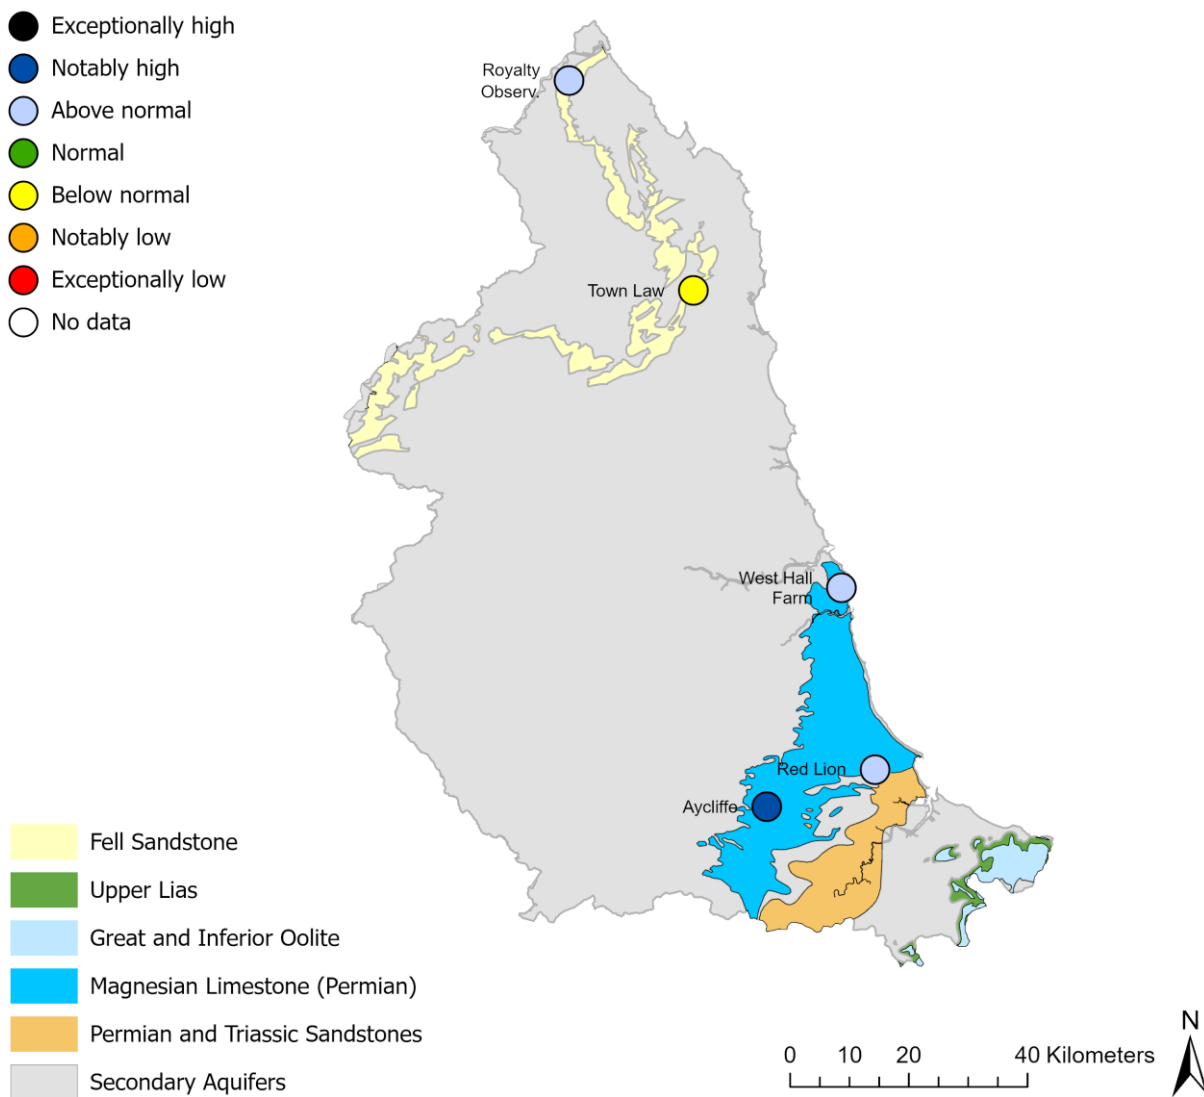 Exceptionally high
Notably high
Above normal
Normal
Below normal
Notably low
Exceptionally low
No data
Royalty
Observ.
Town Law
West Hall
Farm
Red Lion
Aycliffe
Fell Sandstone
Upper Lias
Great and Inferior Oolite
Magnesian Limestone (Permian)
Permian and Triassic Sandstones
Secondary Aquifers
0 10 20 40 Kilometers
N